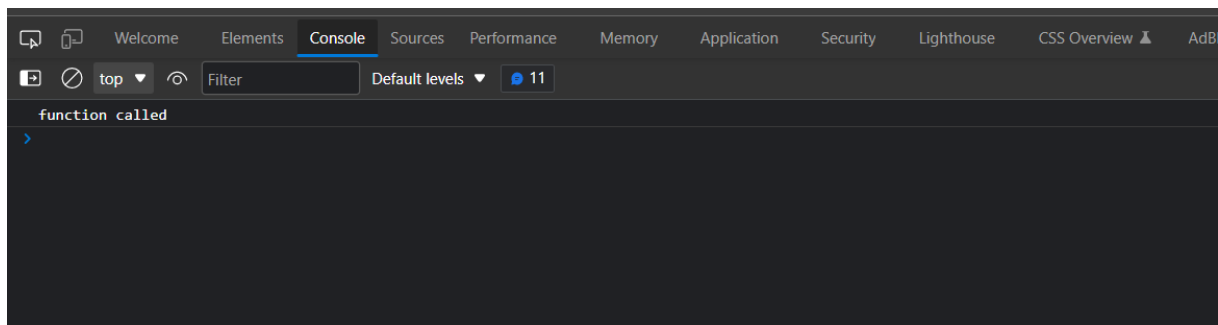 Welcome Elements Console Sources Performance Memory Application Security Lighthouse CSS Overview
top Filter Default levels 11
function called